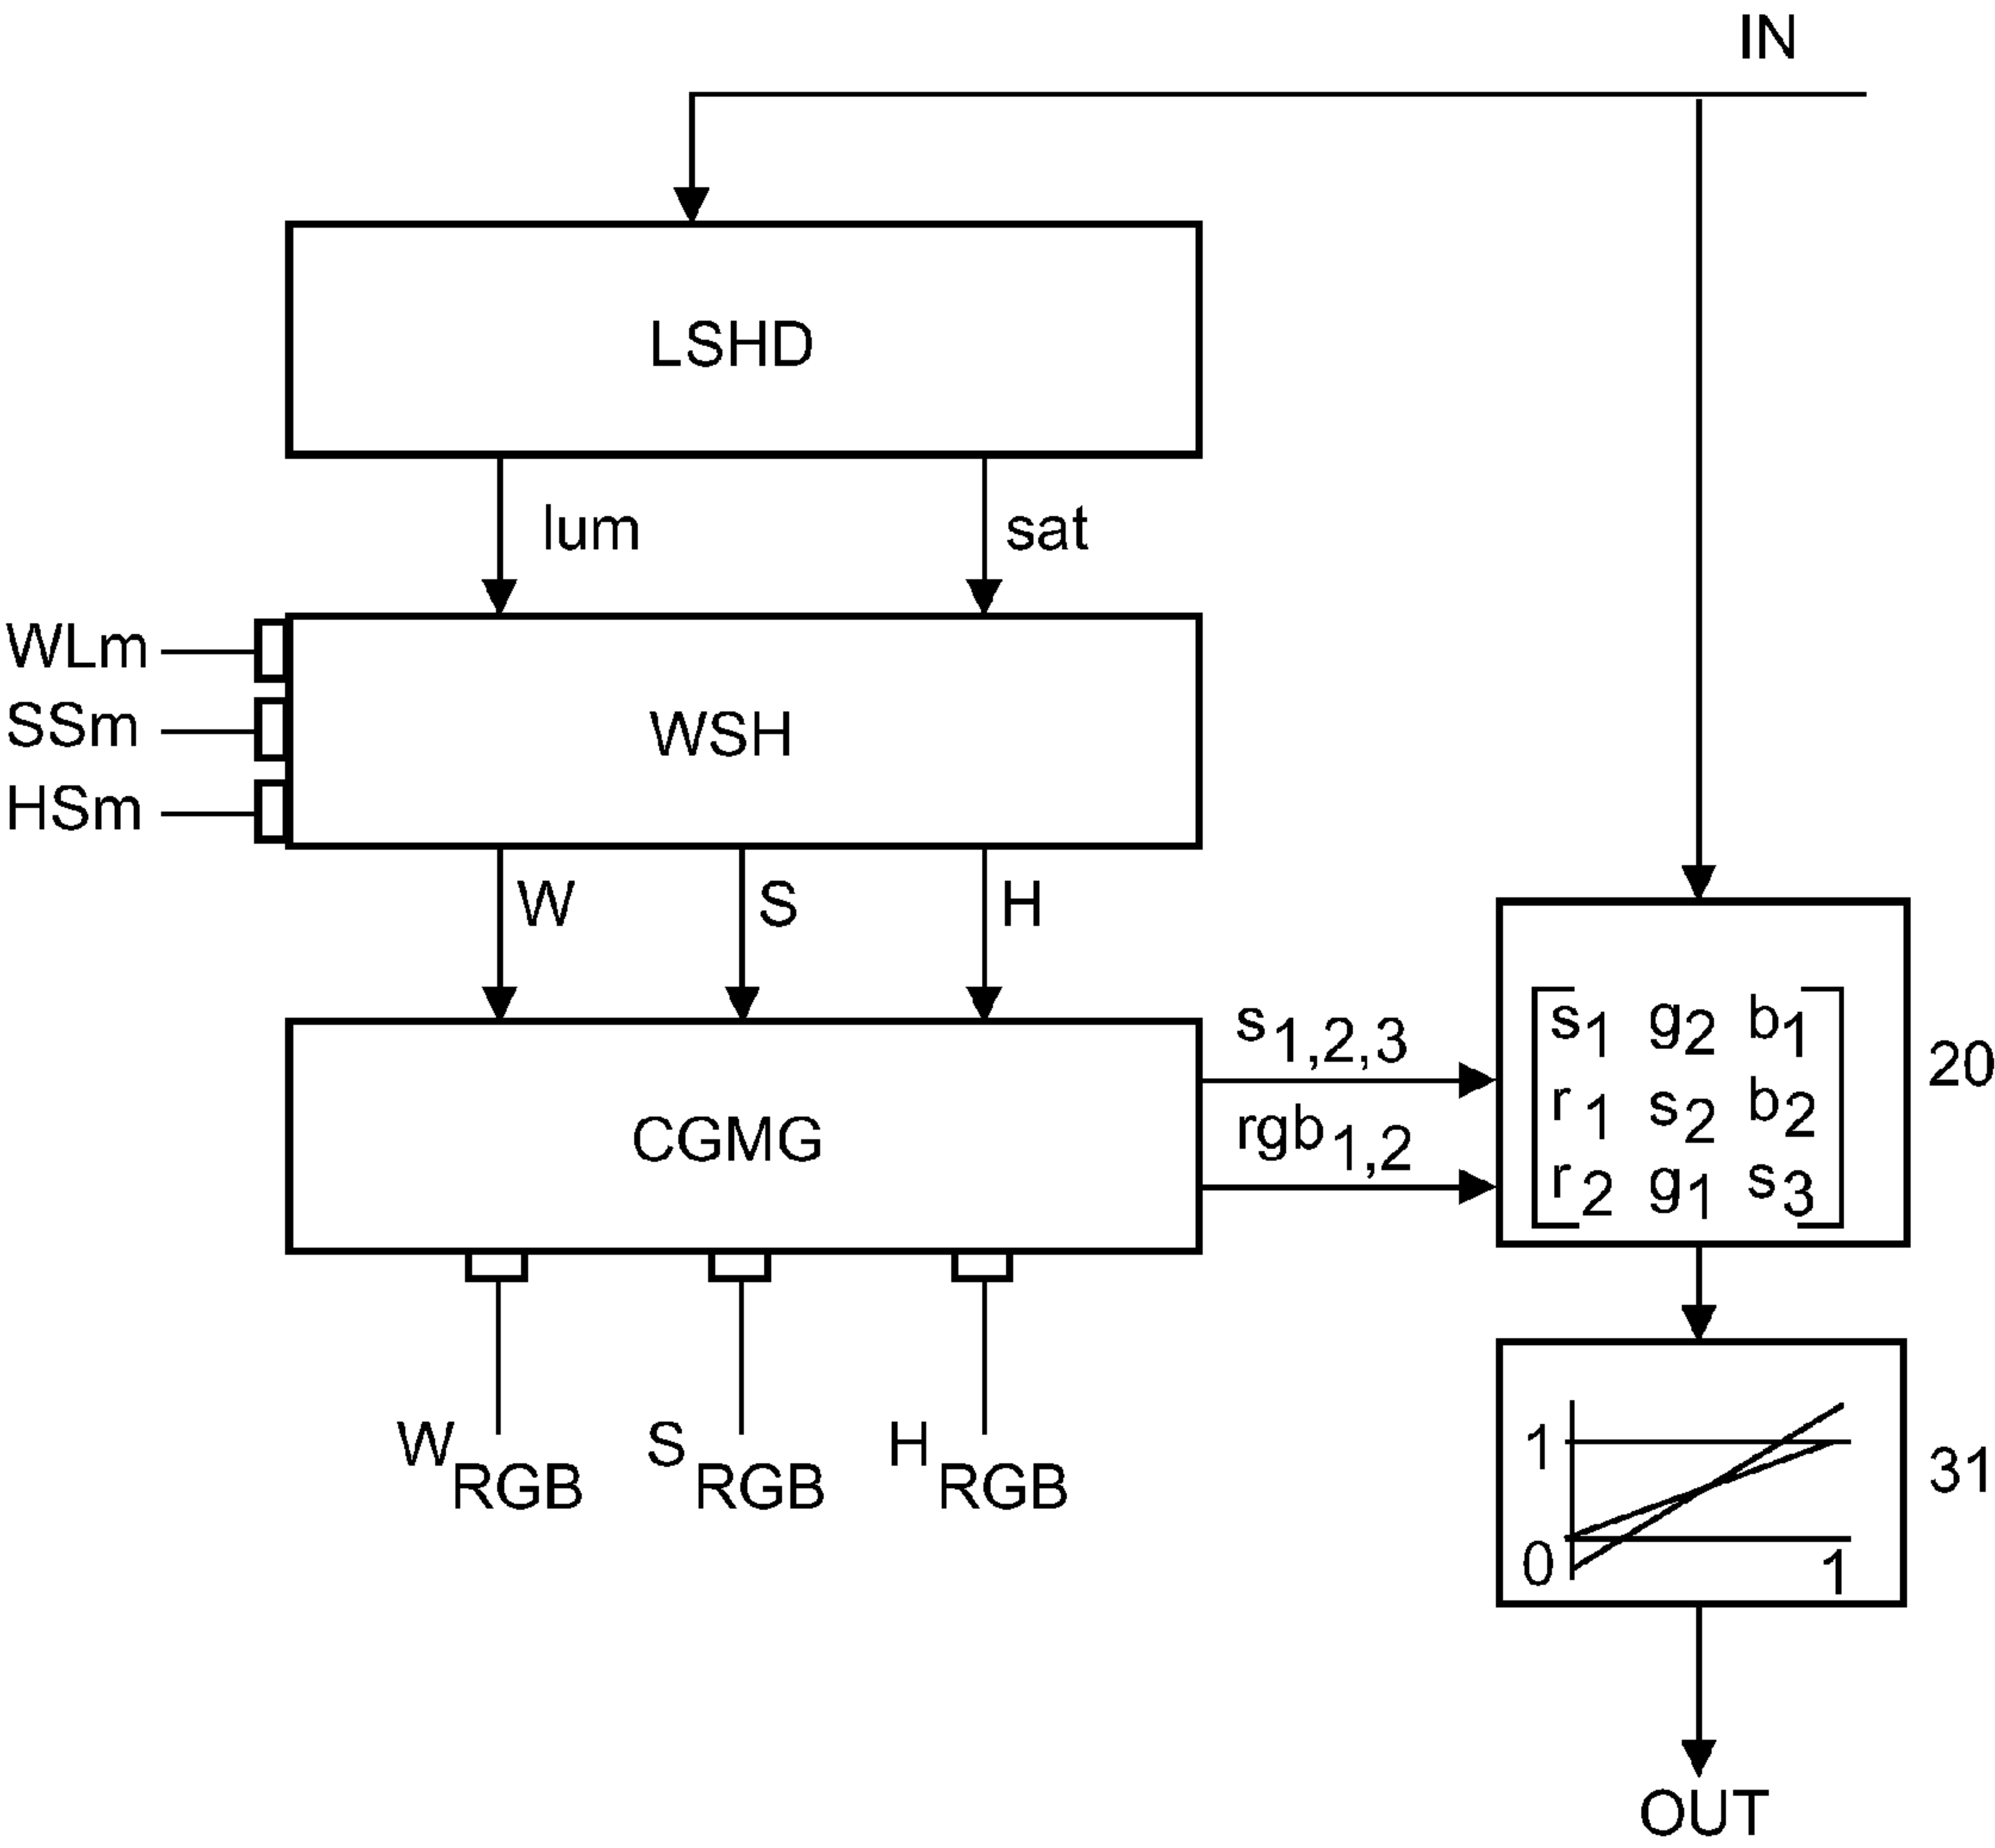 IN
LSHD
lum sat
WLm
SSm
HSm
WSH
W S H
CGMG
s1,2,3
rgb1,2
s1 g2 b1
r1 s2 b2
r2 g1 s3
20
WRGB SRGB HRGB
1
0 1
31
OUT